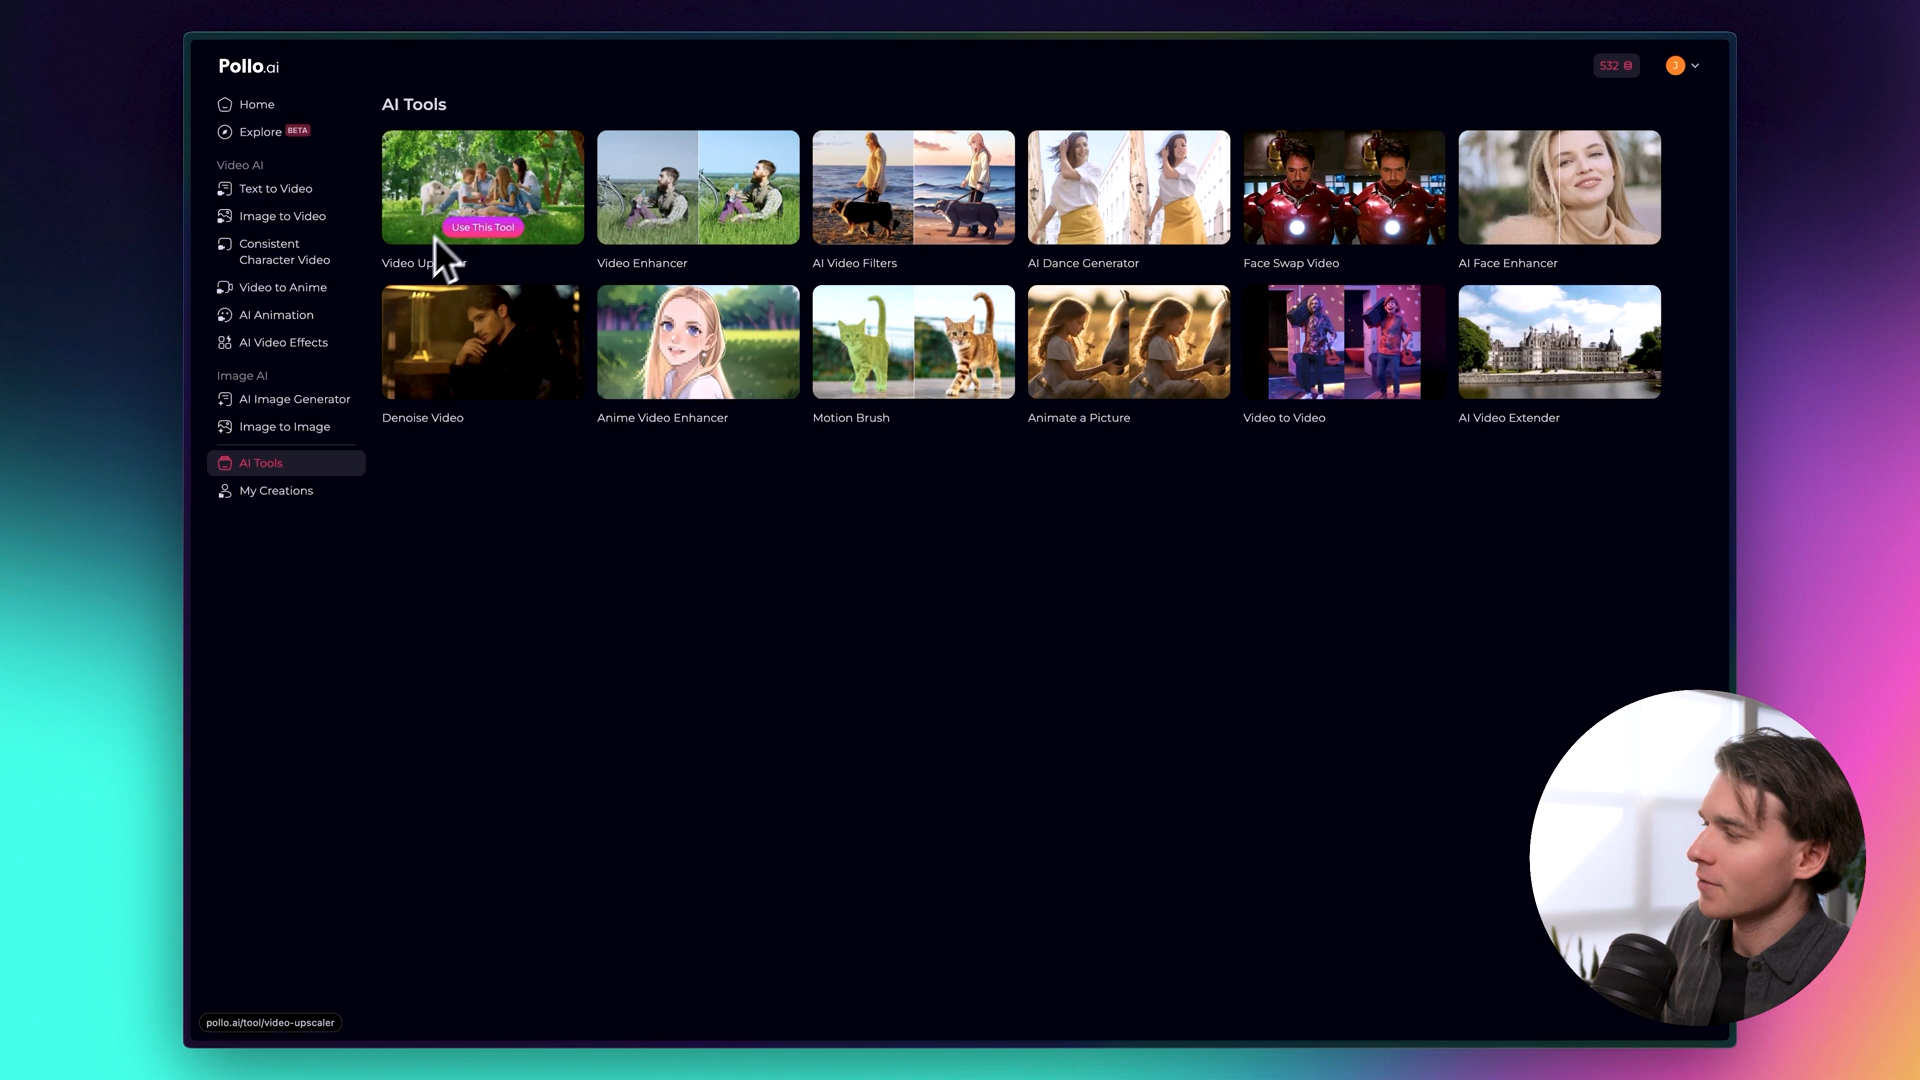 Pollo.ai
532
J
Home
Explore BETA
Video AI
Text to Video
Image to Video
Consistent
Character Video
Video to Anime
AI Animation
AI Video Effects
Image AI
AI Image Generator
Image to Image
AI Tools
My Creations
AI Tools
Use This Tool
Video Up
Video Enhancer
AI Video Filters
AI Dance Generator
Face Swap Video
AI Face Enhancer
Denoise Video
Anime Video Enhancer
Motion Brush
Animate a Picture
Video to Video
AI Video Extender
pollo.ai/tool/video-upscaler